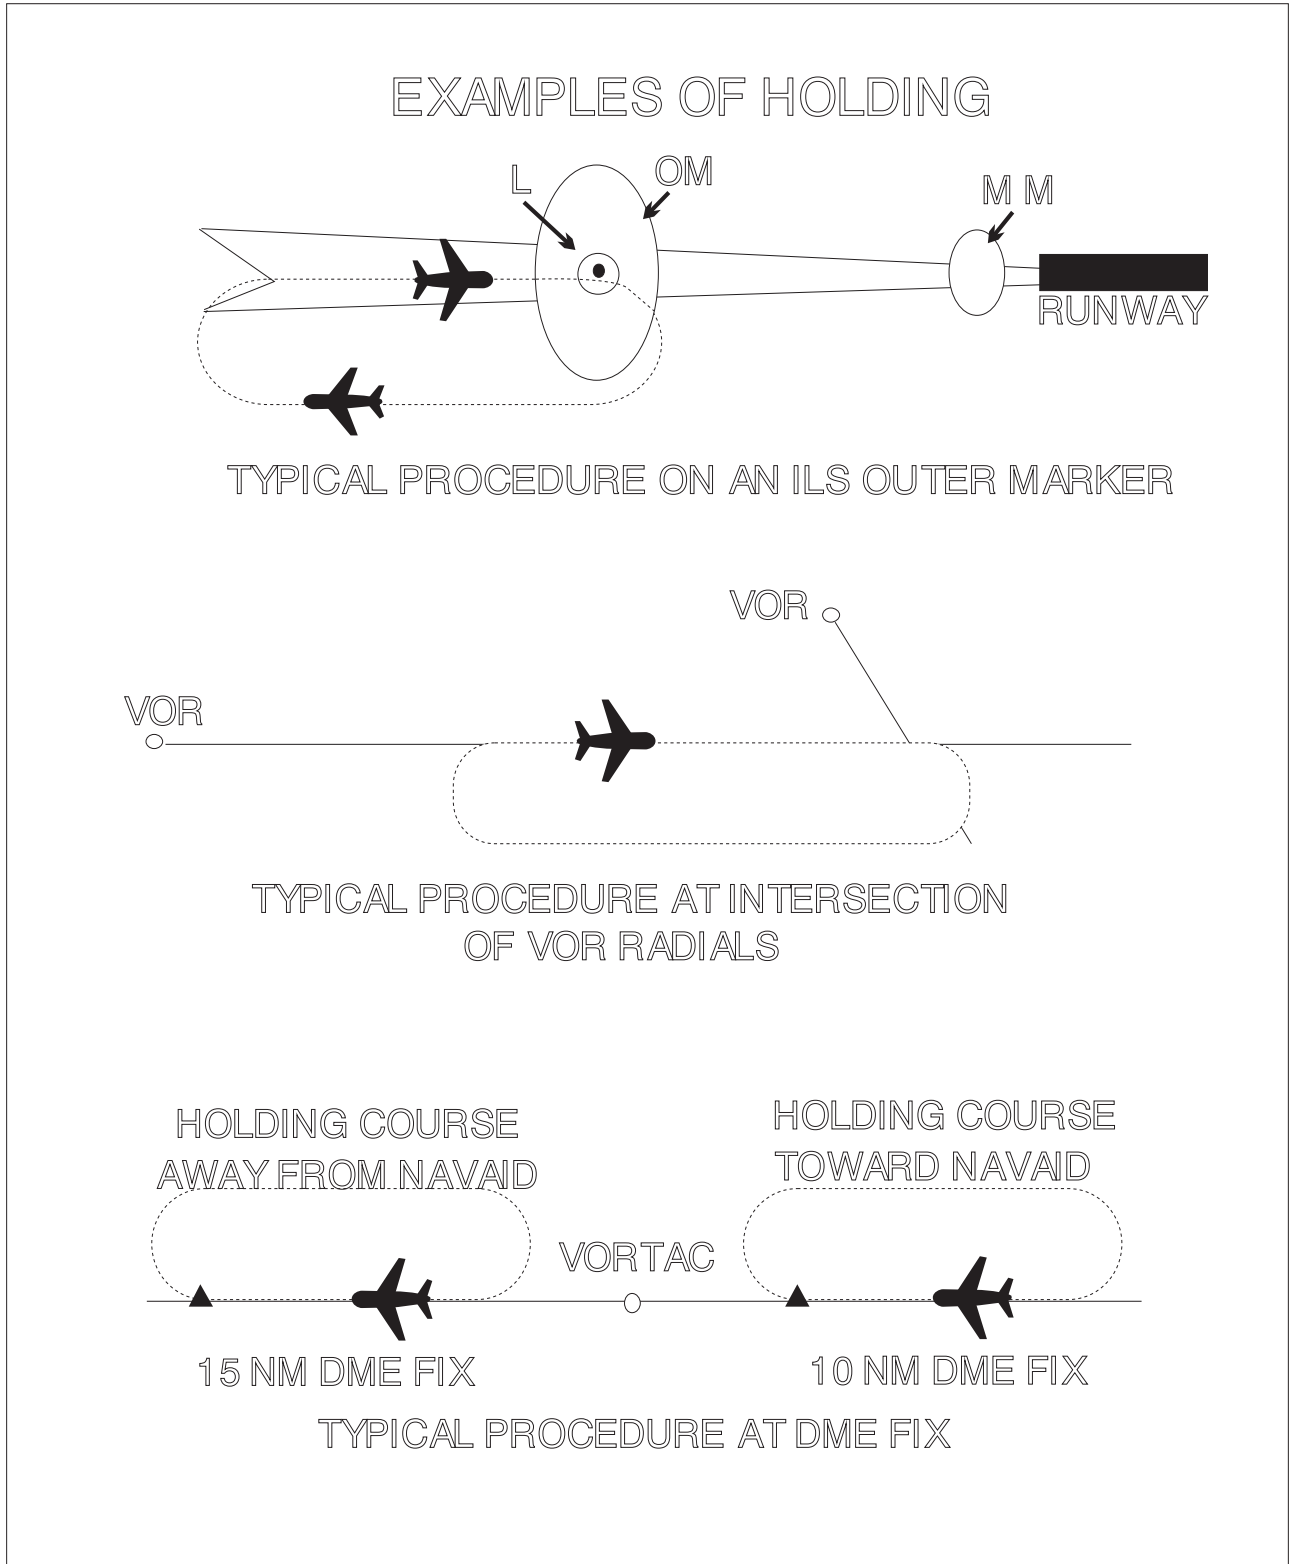 EXAMPLES OF HOLDING
L
OM
M M
RUNWAY
TYPICAL PROCEDURE ON AN ILS OUTER MARKER
VOR
VOR
TYPICAL PROCEDURE AT INTERSECTION
OF VOR RADIALS
HOLDING COURSE
AWAY FROM NAVAID
HOLDING COURSE
TOWARD NAVAID
VORTAC
15 NM DME FIX
10 NM DME FIX
TYPICAL PROCEDURE AT DME FIX